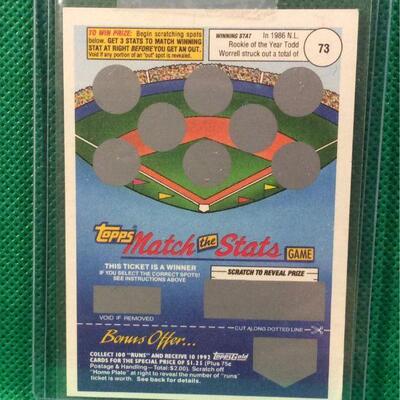 TO WIN PRIZE: Begin scratching spots
below. GET 3 STATS TO MATCH WINNING
STAT AT RIGHT BEFORE YOU GET AN OUT.
Void if any portion of an "out" spot is revealed.
WINNING STAT In 1986 N.L.
Rookie of the Year Todd
Worrell struck out a total of
73
Topps Match the Stats GAME
THIS TICKET IS A WINNER
IF YOU SELECT THE CORRECT SPOTS!
SEE INSTRUCTIONS ABOVE
SCRATCH TO REVEAL PRIZE
VOID IF REMOVED
CUT ALONG DOTTED LINE
Bonus Offer...
COLLECT 100 "RUNS" AND RECEIVE 10 1992 ToppsGold
CARDS FOR THE SPECIAL PRICE OF $1.25 (Plus 75¢
Postage & Handling—Total: $2.00). Scratch off
"Home Plate" at right to reveal the number of "runs"
ticket is worth. See back for details.